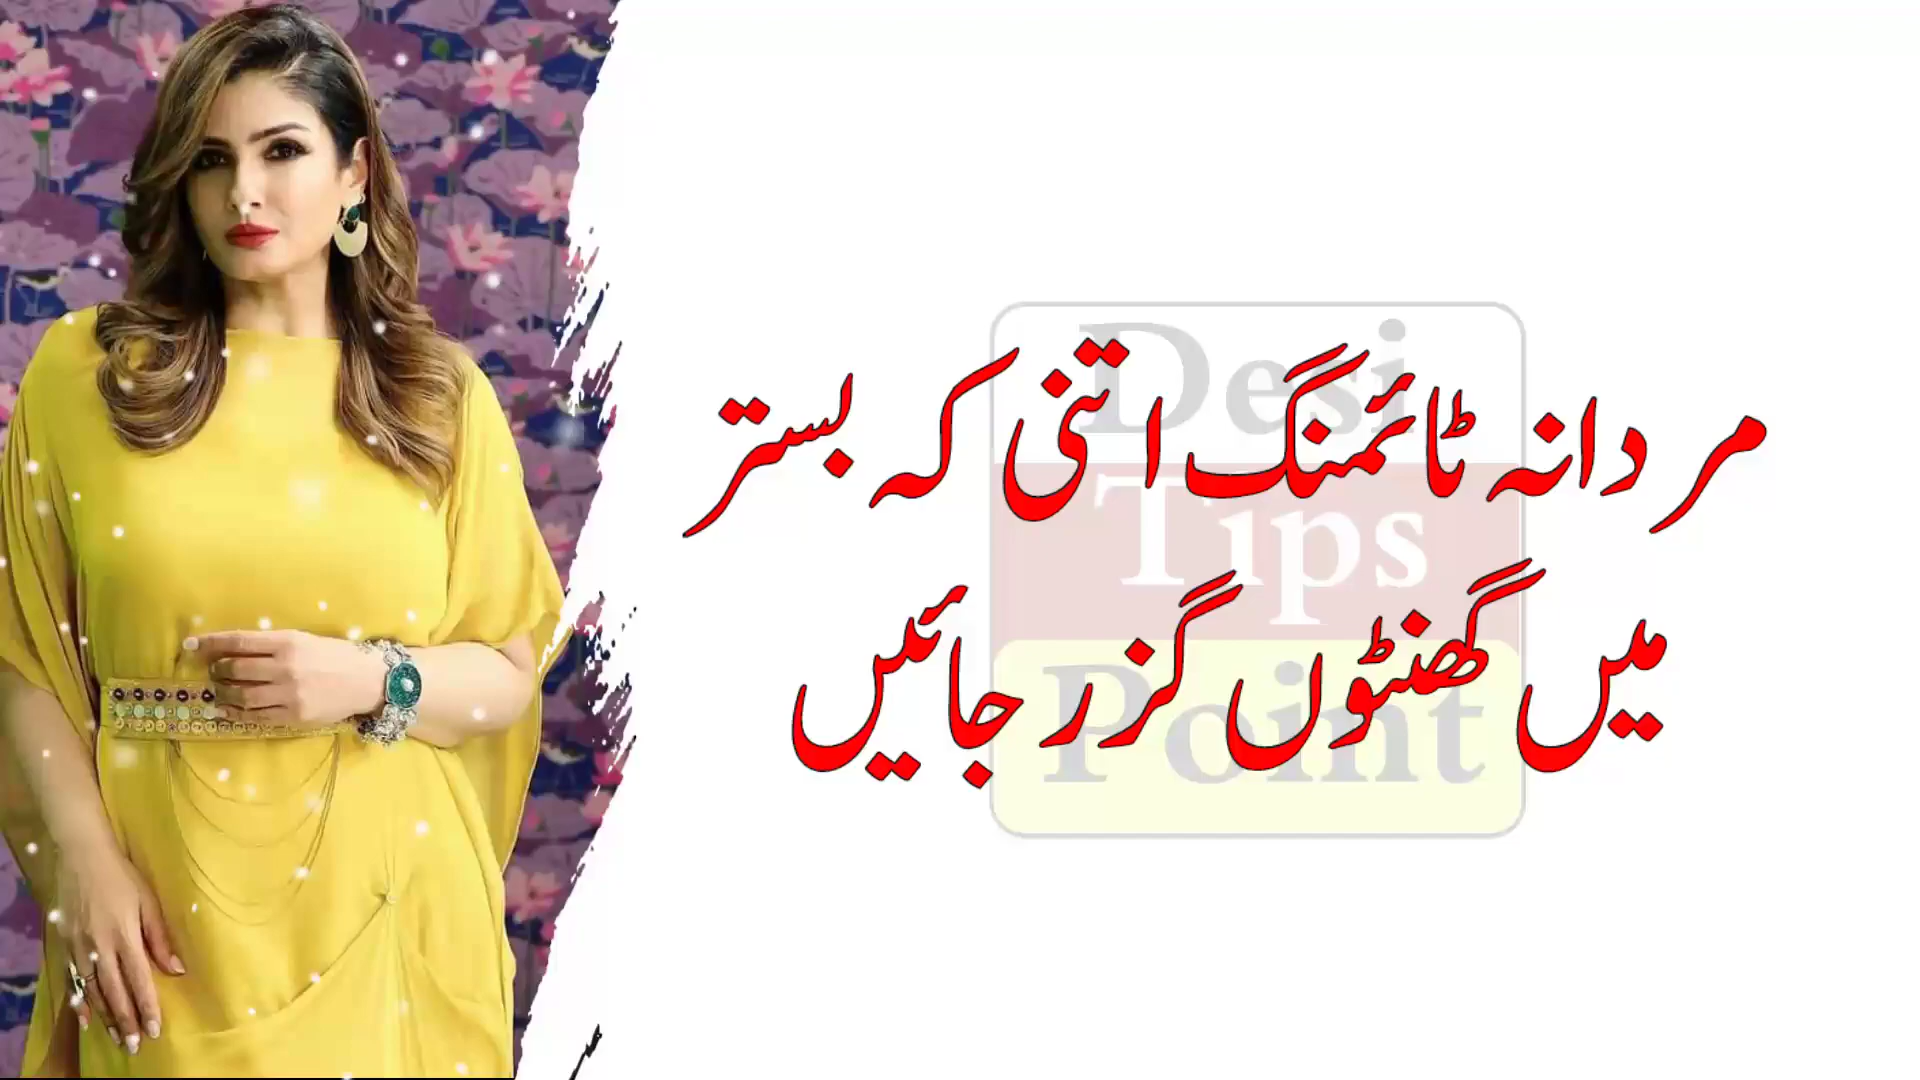 مردانہ ٹائمنگ اتنی کہ بستر
میں گھنٹوں گزر جائیں
Desi
Tips
Point